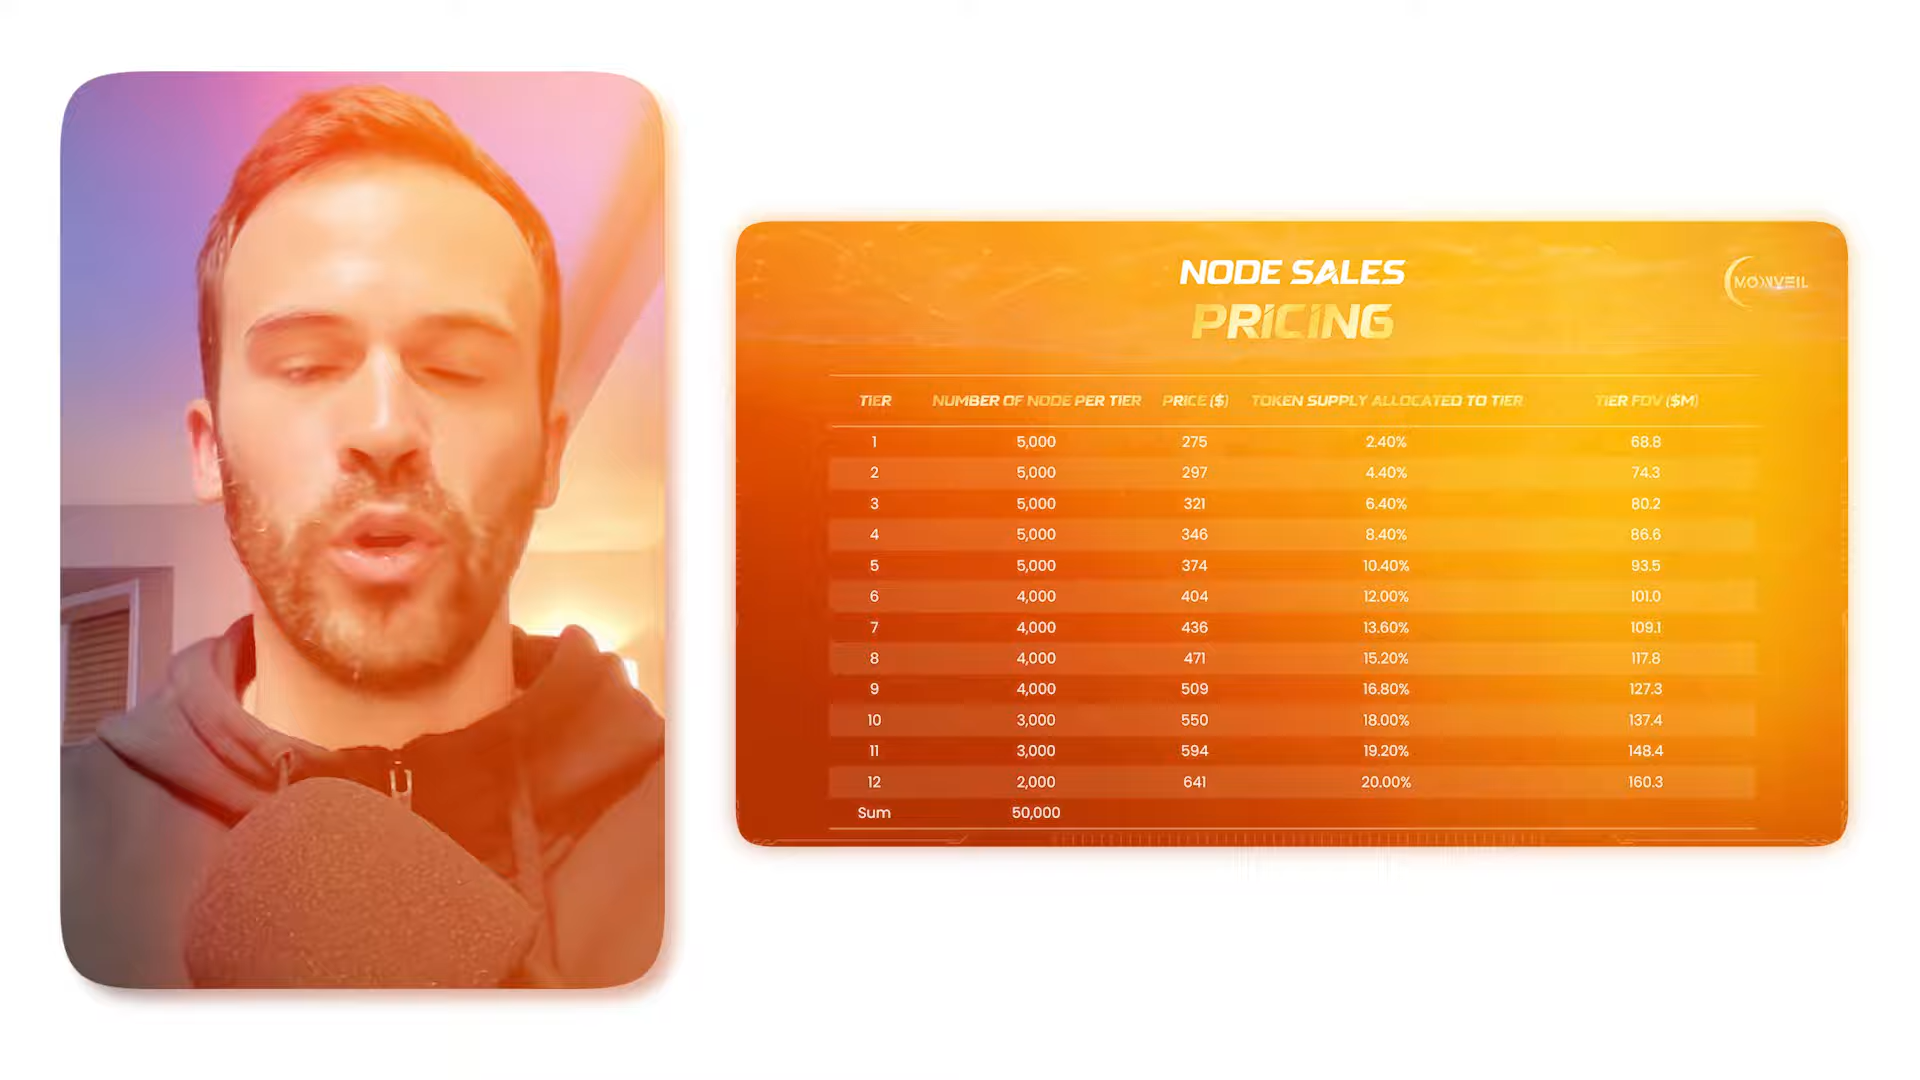 NODE SALES
PRICING
MOONVEIL
TIER NUMBER OF NODE PER TIER PRICE ($) TOKEN SUPPLY ALLOCATED TO TIER TIER FDV ($M)
1 5,000 275 2.40% 68.8
2 5,000 297 4.40% 74.3
3 5,000 321 6.40% 80.2
4 5,000 346 8.40% 86.6
5 5,000 374 10.40% 93.5
6 4,000 404 12.00% 101.0
7 4,000 436 13.60% 109.1
8 4,000 471 15.20% 117.8
9 4,000 509 16.80% 127.3
10 3,000 550 18.00% 137.4
11 3,000 594 19.20% 148.4
12 2,000 641 20.00% 160.3
Sum 50,000